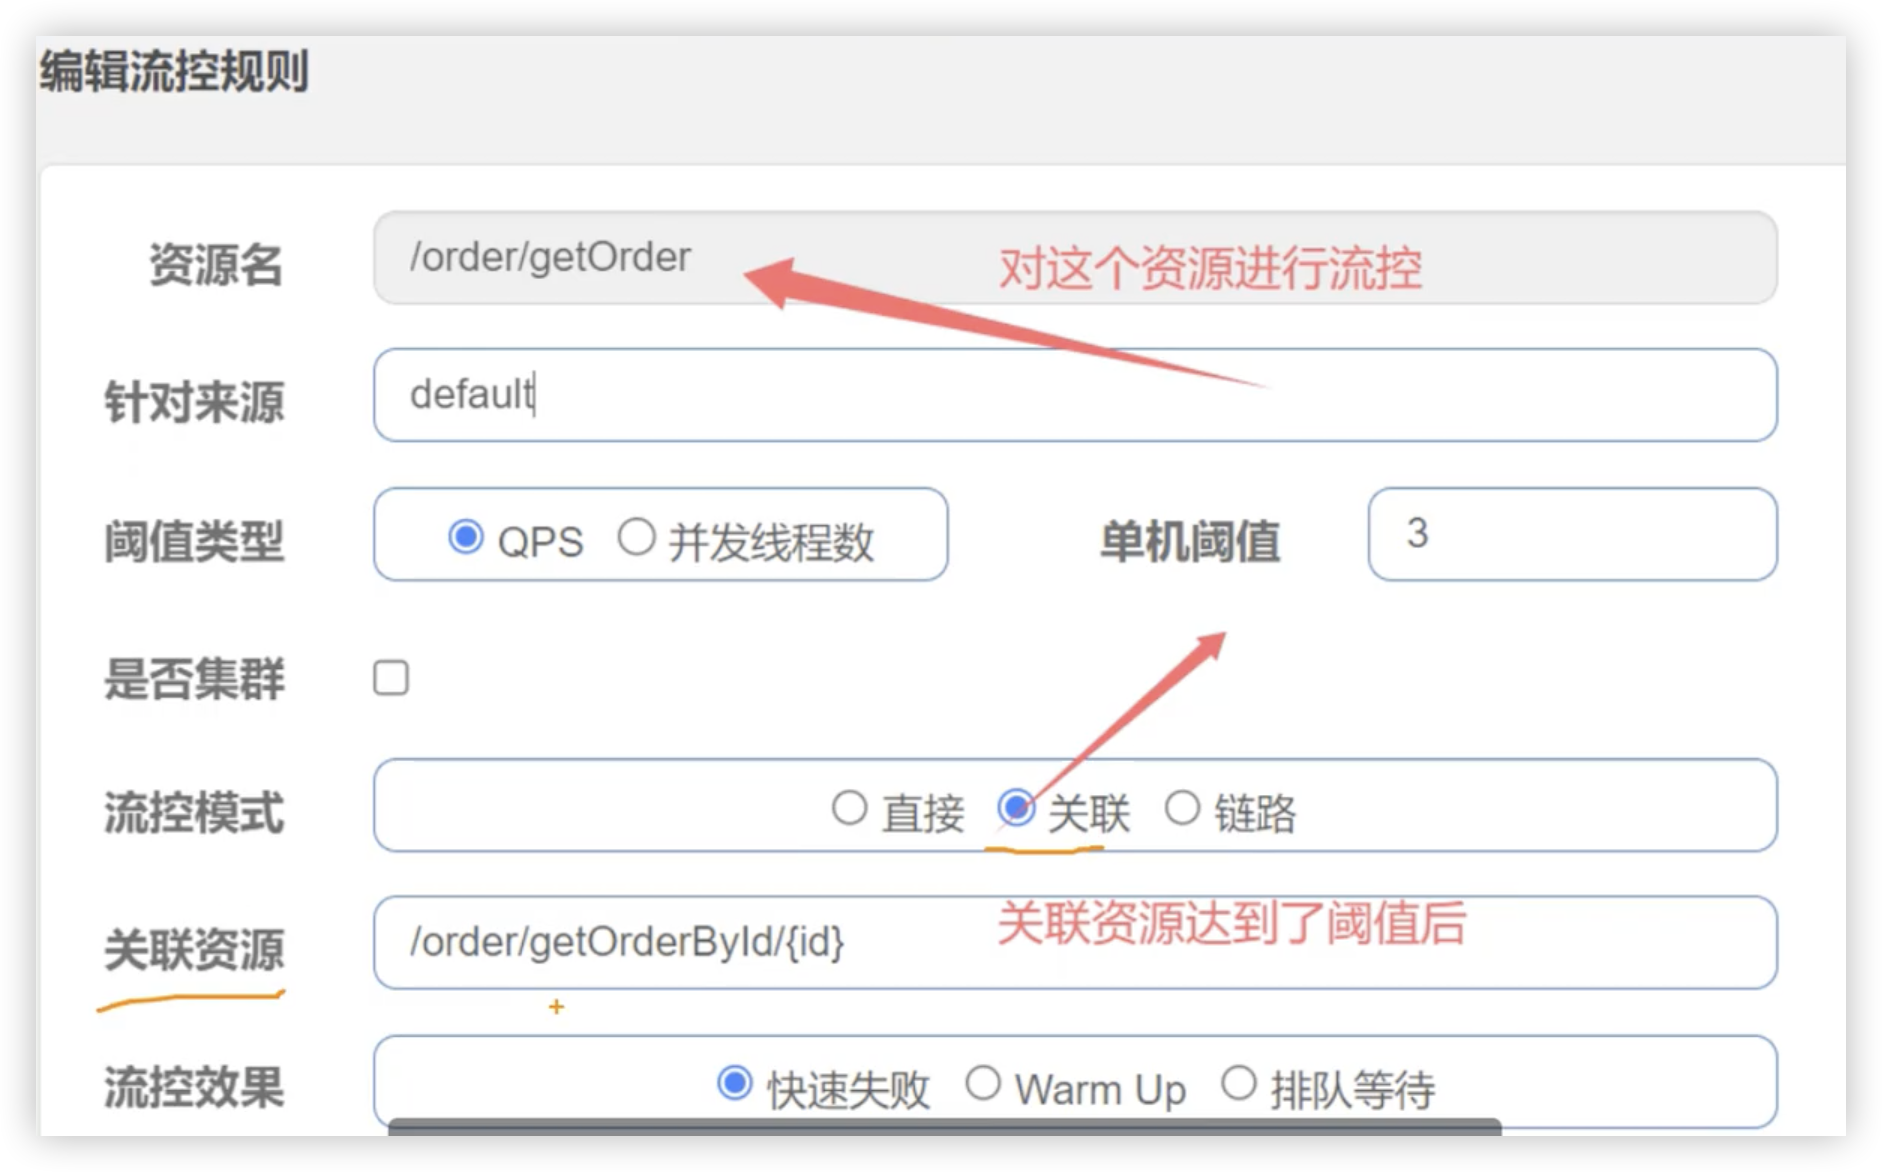 编辑流控规则
资源名 /order/getOrder 对这个资源进行流控
针对来源 default
阈值类型 QPS 并发线程数 单机阈值 3
是否集群
流控模式 直接 关联 链路
关联资源 /order/getOrderById/{id} 关联资源达到了阈值后
流控效果 快速失败 Warm Up 排队等待